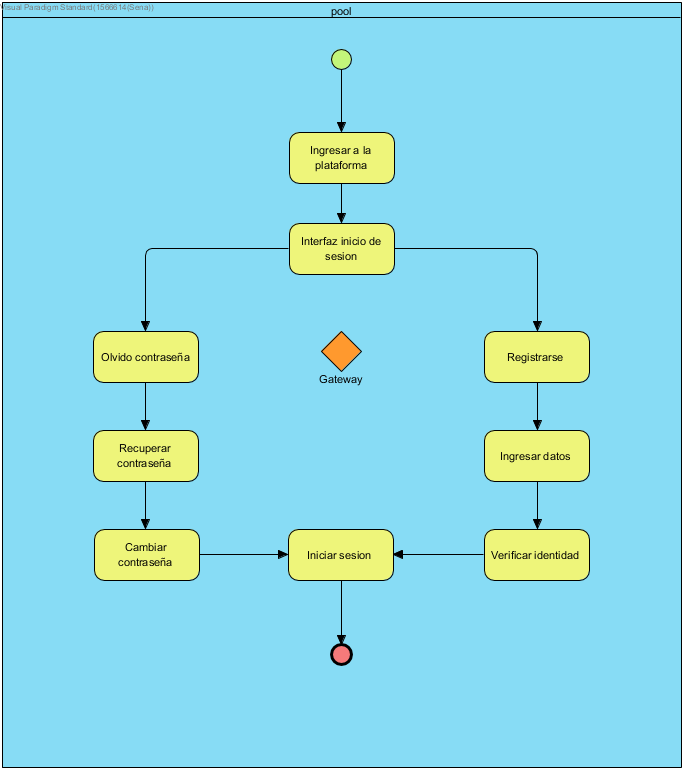 Visual Paradigm Standard(1566614(Sena))
pool
Ingresar a la
plataforma
Interfaz inicio de
sesion
Olvido contraseña
Gateway
Registrarse
Recuperar
contraseña
Ingresar datos
Cambiar
contraseña
Iniciar sesion
Verificar identidad